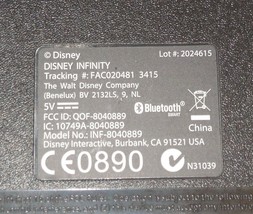 © Disney Lot #: 2024615
DISNEY INFINITY
Tracking #: FAC020481 3415
The Walt Disney Company
(Benelux) BV 2132LS, 9, NL
5V
Bluetooth
SMART
China
FCC ID: QOF-8040889
IC: 10749A-8040889
Model #: INF-8040889
Disney Interactive, Burbank, CA 91521 USA
CE0890
N31039